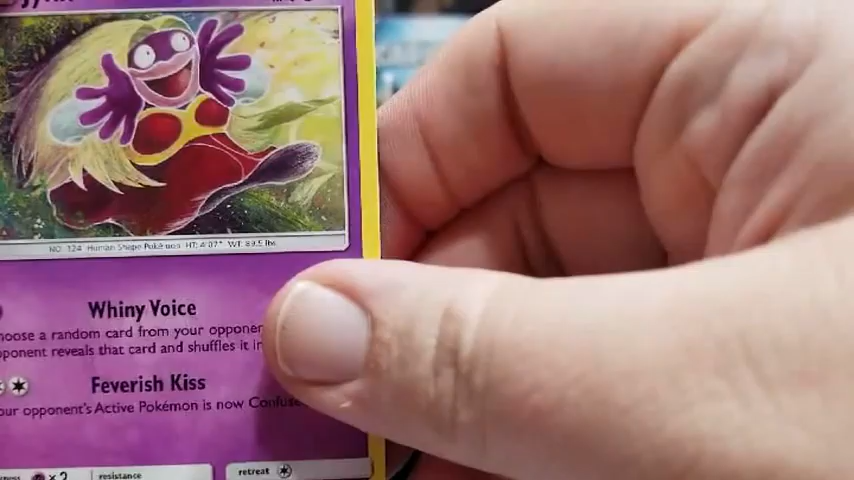 NO. 124 Human Shape Pokémon HT: 4'07" WT: 89.5 lbs
Whiny Voice
hoose a random card from your opponen
pponent reveals that card and shuffles it in
Feverish Kiss
our opponent's Active Pokémon is now Confuse
ness x2 resistance retreat